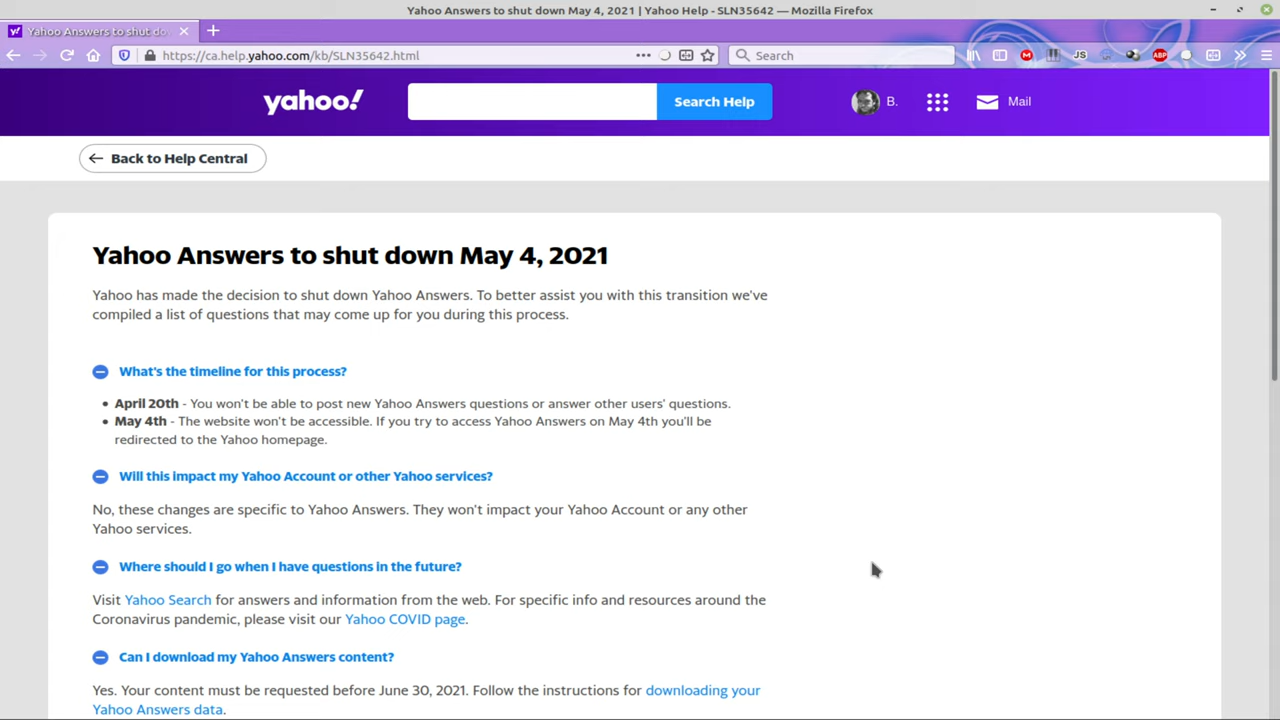 Yahoo Answers to shut down May 4, 2021 | Yahoo Help - SLN35642 — Mozilla Firefox
Yahoo Answers to shut do
https://ca.help.yahoo.com/kb/SLN35642.html
Search
JS
ABP
yahoo!
Search Help
B.
Mail
Back to Help Central
Yahoo Answers to shut down May 4, 2021
Yahoo has made the decision to shut down Yahoo Answers. To better assist you with this transition we've
compiled a list of questions that may come up for you during this process.
What's the timeline for this process?
• April 20th - You won't be able to post new Yahoo Answers questions or answer other users' questions.
• May 4th - The website won't be accessible. If you try to access Yahoo Answers on May 4th you'll be
redirected to the Yahoo homepage.
Will this impact my Yahoo Account or other Yahoo services?
No, these changes are specific to Yahoo Answers. They won't impact your Yahoo Account or any other
Yahoo services.
Where should I go when I have questions in the future?
Visit Yahoo Search for answers and information from the web. For specific info and resources around the
Coronavirus pandemic, please visit our Yahoo COVID page.
Can I download my Yahoo Answers content?
Yes. Your content must be requested before June 30, 2021. Follow the instructions for downloading your
Yahoo Answers data.